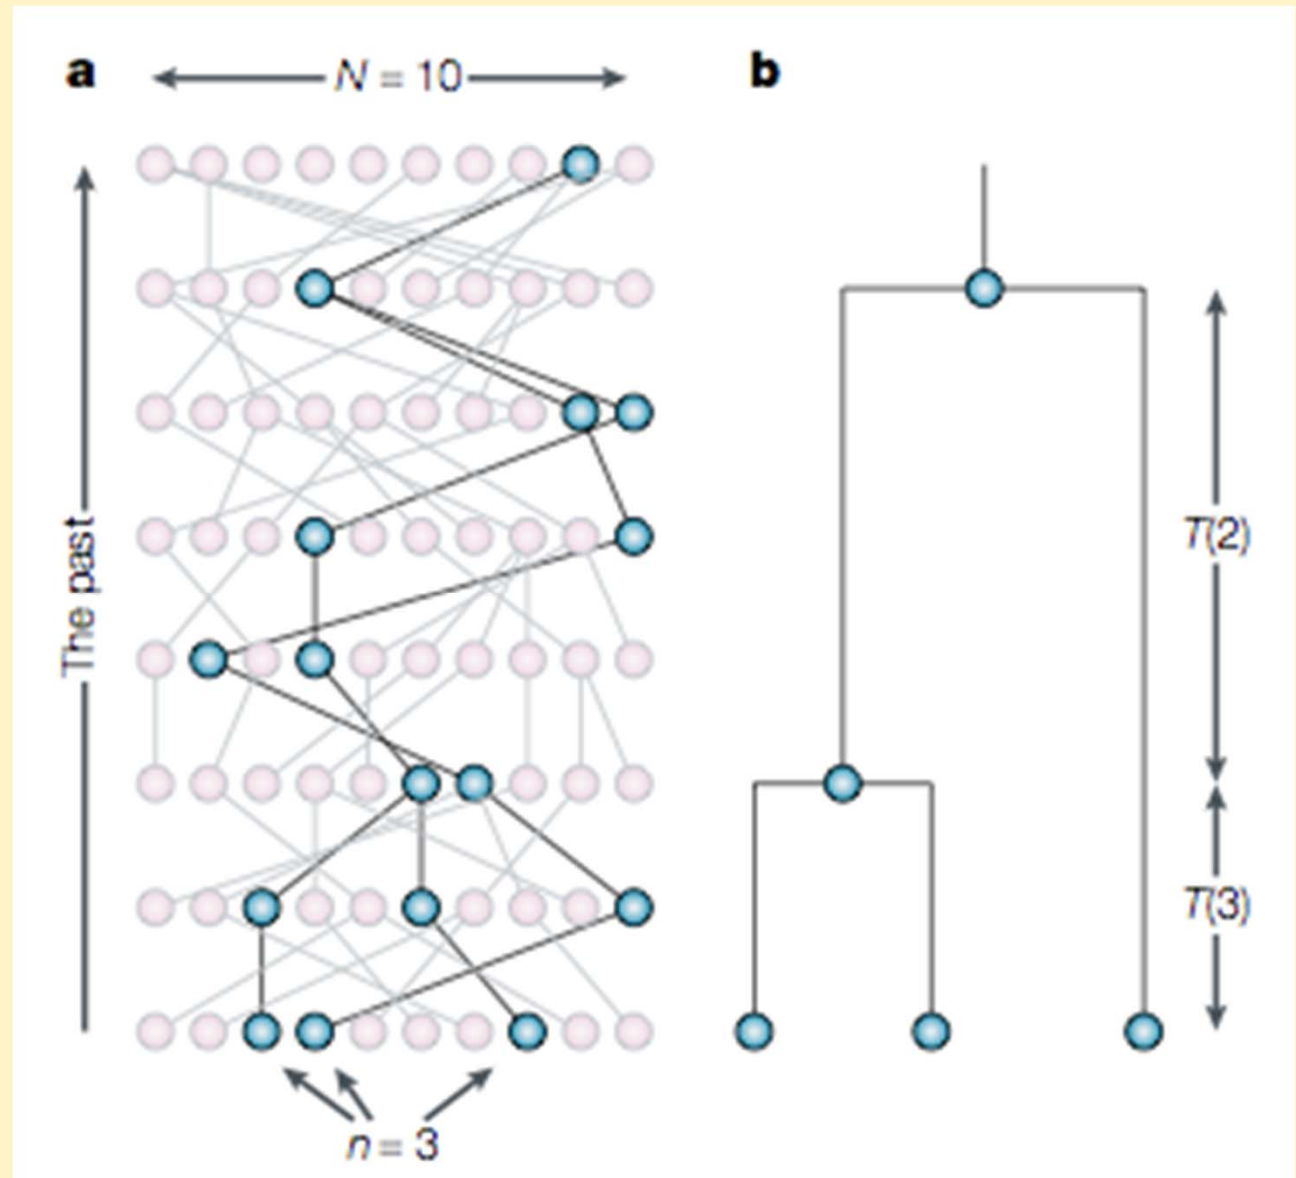 a
N = 10
b
The past
T(2)
T(3)
n = 3